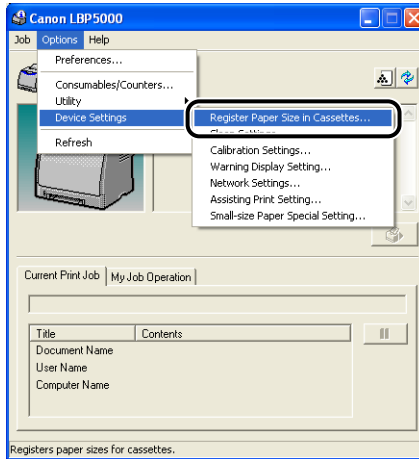 Canon LBP5000
Job Options Help
Preferences...
Consumables/Counters...
Utility
Device Settings
Refresh
Register Paper Size in Cassettes...
Sleep Settings...
Calibration Settings...
Warning Display Setting...
Network Settings...
Assisting Print Setting...
Small-size Paper Special Setting...
Current Print Job My Job Operation
Title Contents
Document Name
User Name
Computer Name
Registers paper sizes for cassettes.